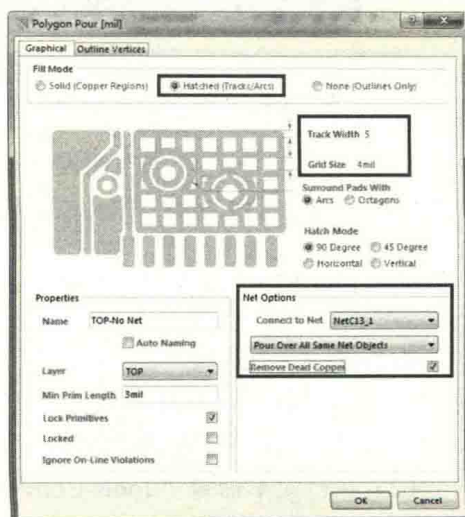 Polygon Pour [mil]
Graphical Outline Vertices
Fill Mode
Solid (Copper Regions) Hatched (Tracks/Arcs) None (Outlines Only)
Track Width 5
Grid Size 4mil
Surround Pads With
Arcs Octagons
Hatch Mode
90 Degree 45 Degree
Horizontal Vertical
Properties
Name TOP-No Net
Auto Naming
Layer TOP
Min Prim Length 3mil
Lock Primitives
Locked
Ignore On-Line Violations
Net Options
Connect to Net NetC13_1
Pour Over All Same Net Objects
Remove Dead Copper
OK Cancel